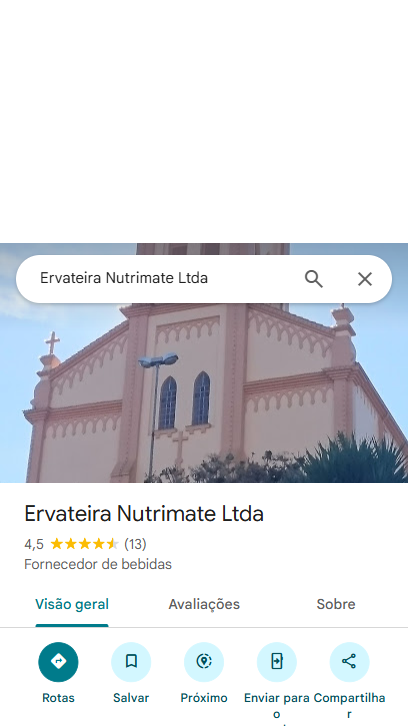 Ervateira Nutrimate Ltda
Ervateira Nutrimate Ltda
4,5 (13)
Fornecedor de bebidas
Visão geral Avaliações Sobre
Rotas Salvar Próximo Enviar para Compartilha
o r